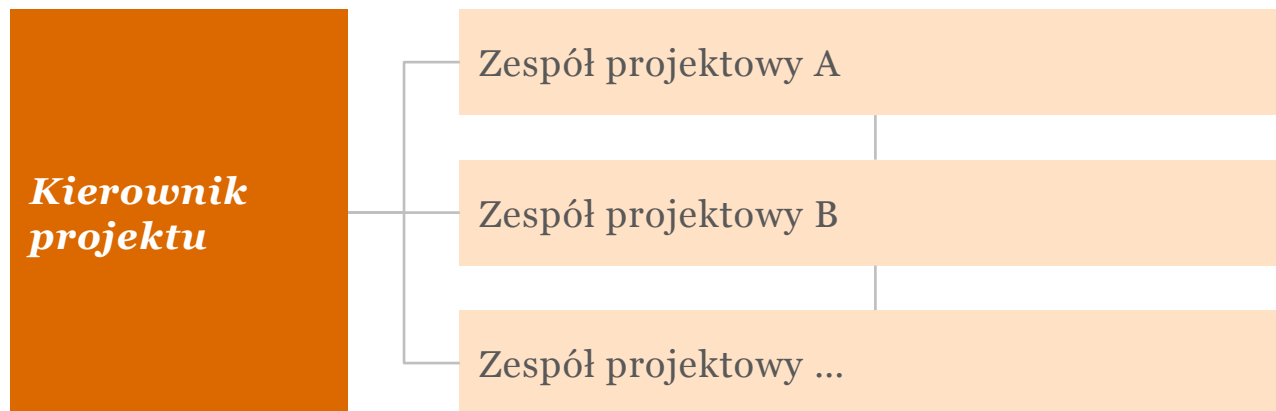 Kierownik
projektu
Zespół projektowy A
Zespół projektowy B
Zespół projektowy ...